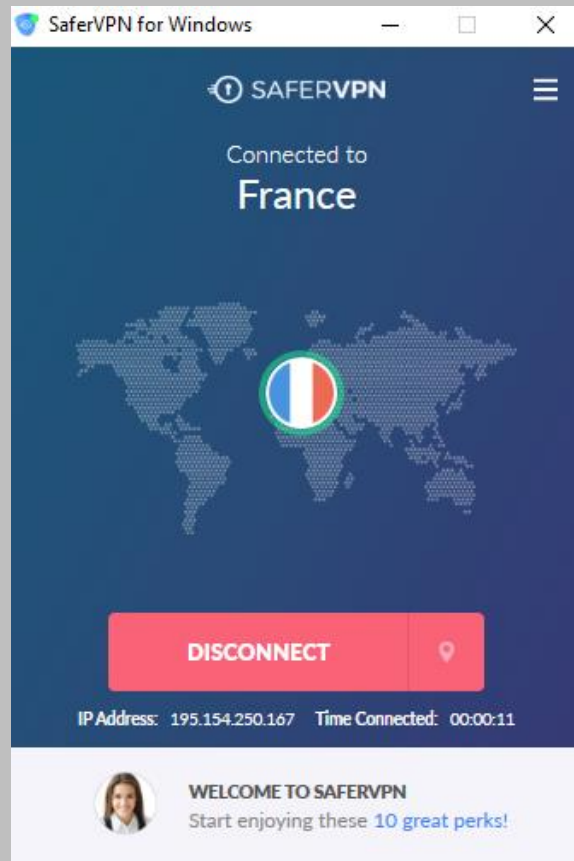 SaferVPN for Windows
SAFERVPN
Connected to
France
DISCONNECT
IP Address: 195.154.250.167 Time Connected: 00:00:11
WELCOME TO SAFERVPN
Start enjoying these 10 great perks!